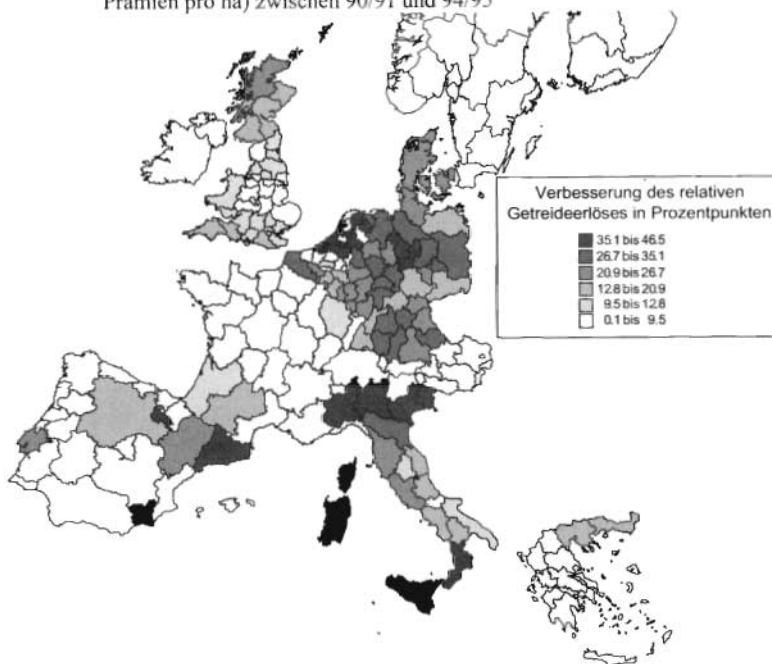 Prämien pro ha) zwischen 90/91 und 94/95
Verbesserung des relativen
Getreideerlöses in Prozentpunkten
35.1 bis 46.5
26.7 bis 35.1
20.9 bis 26.7
12.8 bis 20.9
9.5 bis 12.8
0.1 bis 9.5